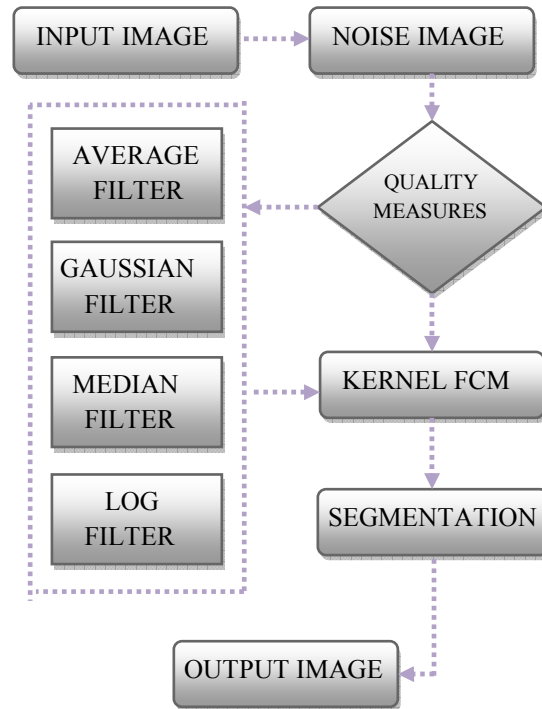 INPUT IMAGE
NOISE IMAGE
QUALITY
MEASURES
AVERAGE
FILTER
GAUSSIAN
FILTER
MEDIAN
FILTER
LOG
FILTER
KERNEL FCM
SEGMENTATION
OUTPUT IMAGE